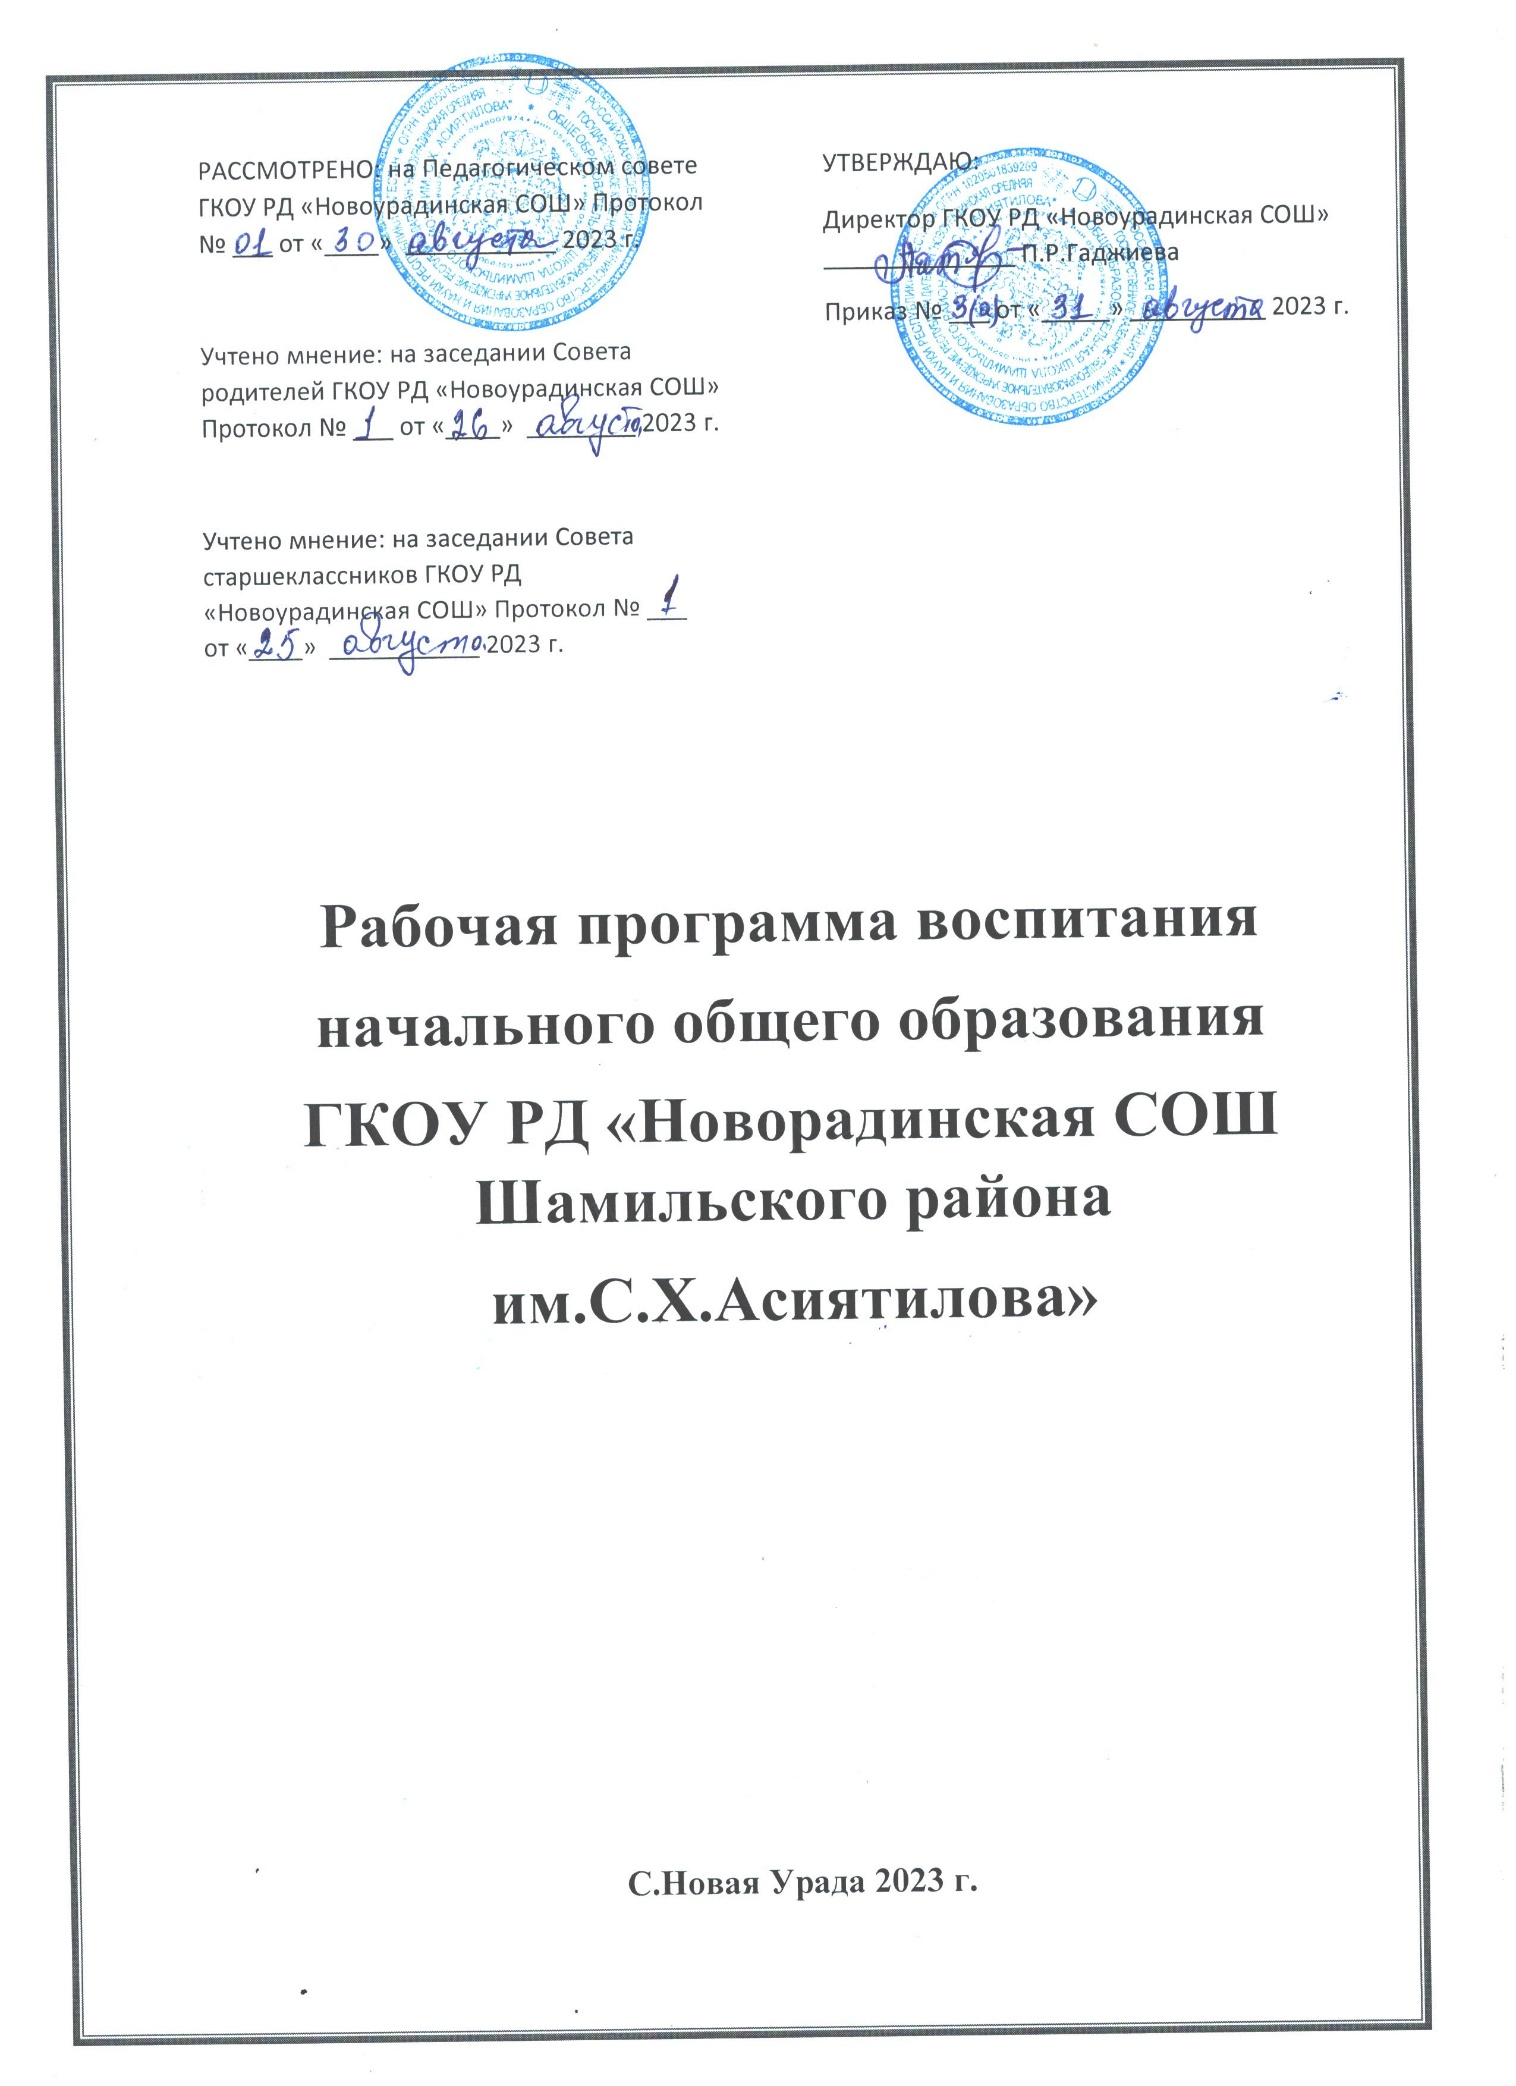 РАССМОТРЕНО: на Педагогическом совете
ГКОУ РД «Новоурадинская СОШ» Протокол
№ 01 от «30» августа 2023 г.
Учтено мнение: на заседании Совета
родителей ГКОУ РД «Новоурадинская СОШ»
Протокол № 1 от «26» августа 2023 г.
Учтено мнение: на заседании Совета
старшеклассников ГКОУ РД
«Новоурадинская СОШ» Протокол № 1
от «25» августа 2023 г.
УТВЕРЖДАЮ:
Директор ГКОУ РД «Новоурадинская СОШ»
П.Р.Гаджиева
Приказ № 3(а) от «31» августа 2023 г.
Рабочая программа воспитания
начального общего образования
ГКОУ РД «Новорадинская СОШ
Шамильского района
им.С.Х.Асиятилова»
С.Новая Урада 2023 г.